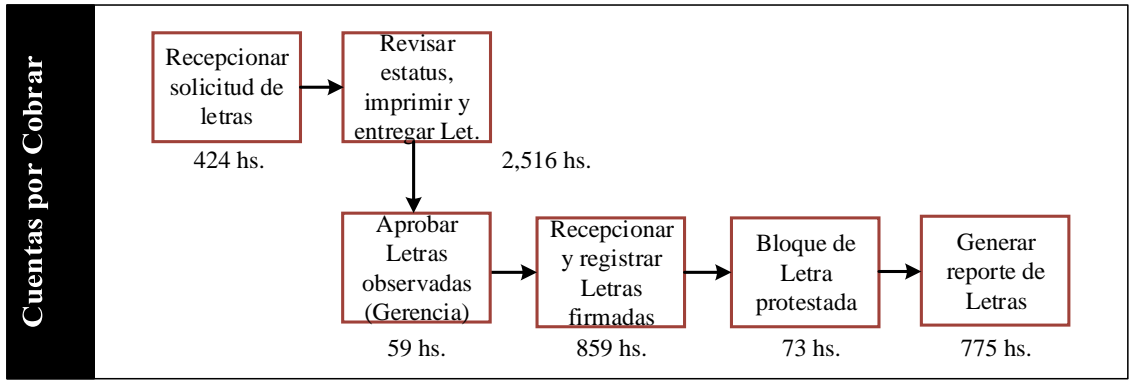 Cuentas por Cobrar
Recepcionar
solicitud de
letras
424 hs.
Revisar
estatus,
imprimir y
entregar Let.
2,516 hs.
Aprobar
Letras
observadas
(Gerencia)
59 hs.
Recepcionar
y registrar
Letras
firmadas
859 hs.
Bloque de
Letra
protestada
73 hs.
Generar
reporte de
Letras
775 hs.